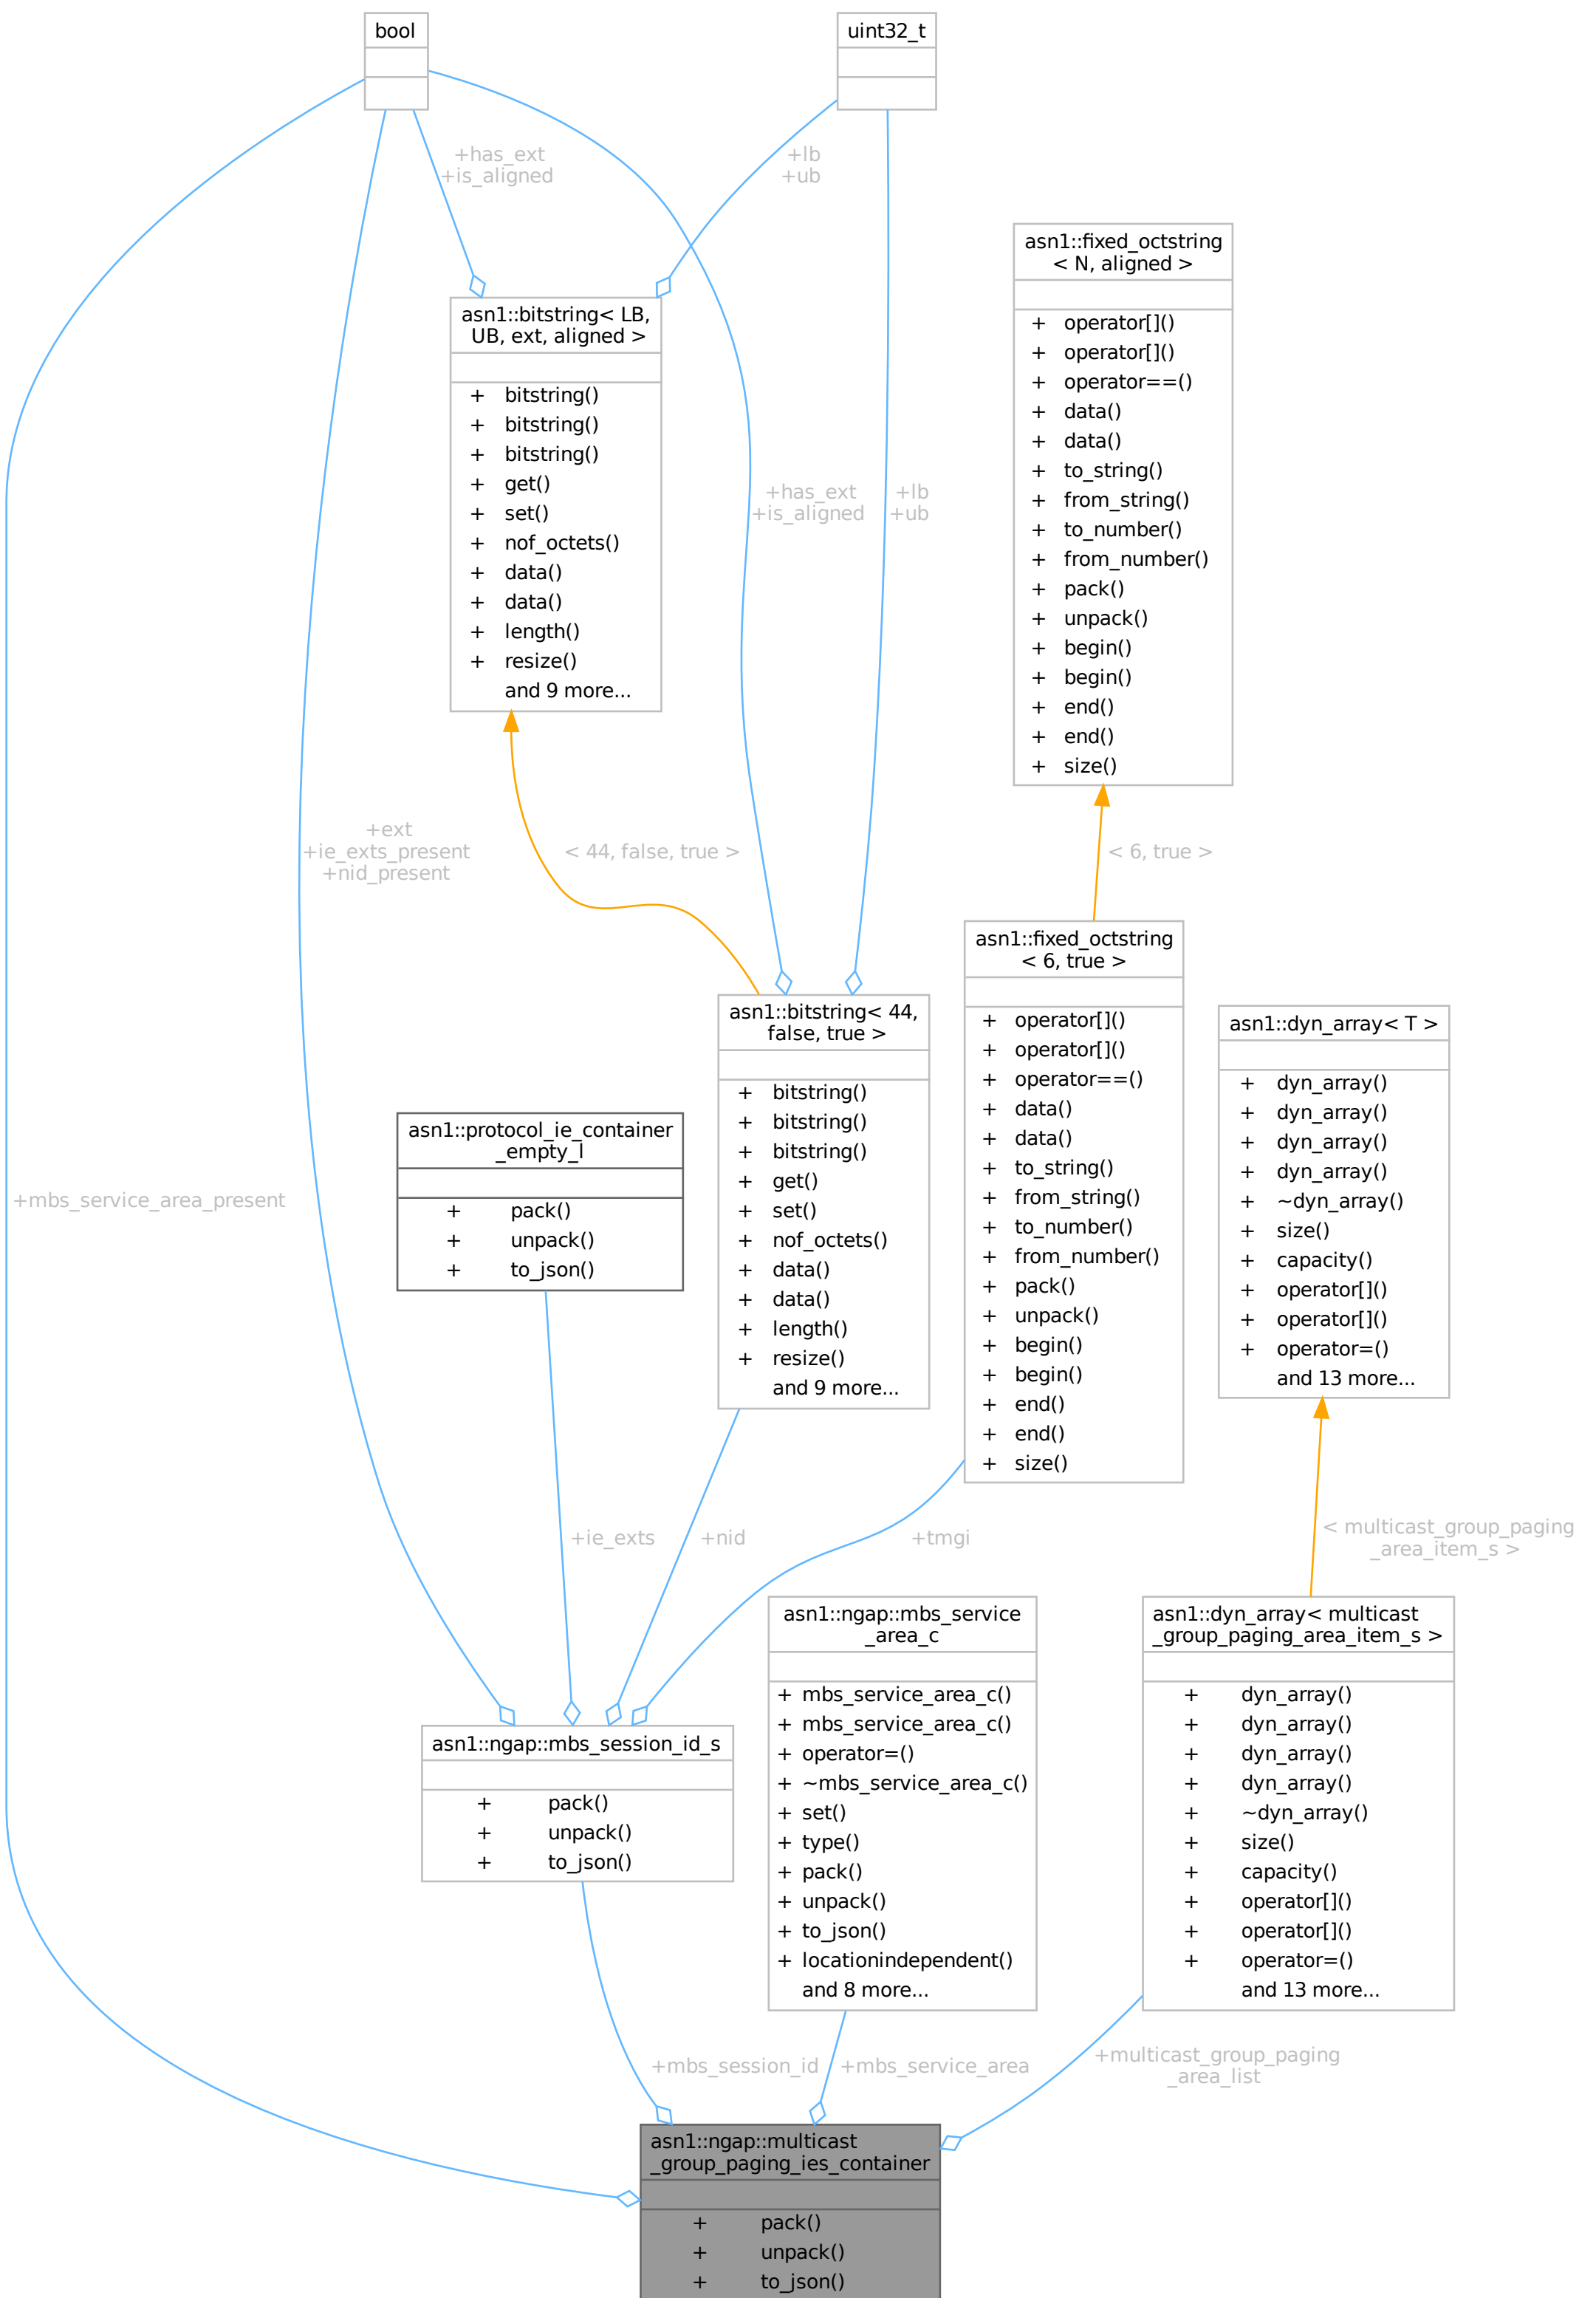 bool
uint32_t
+has_ext
+is_aligned
+lb
+ub
asn1::fixed_octstring
< N, aligned >
+ operator[]()
+ operator[]()
+ operator==()
+ data()
+ data()
+ to_string()
+ from_string()
+ to_number()
+ from_number()
+ pack()
+ unpack()
+ begin()
+ begin()
+ end()
+ end()
+ size()
asn1::bitstring< LB,
UB, ext, aligned >
+ bitstring()
+ bitstring()
+ bitstring()
+ get()
+ set()
+ nof_octets()
+ data()
+ data()
+ length()
+ resize()
and 9 more...
+has_ext
+is_aligned
+lb
+ub
+ext
+ie_exts_present
+nid_present
< 44, false, true >
< 6, true >
asn1::fixed_octstring
< 6, true >
+ operator[]()
+ operator[]()
+ operator==()
+ data()
+ data()
+ to_string()
+ from_string()
+ to_number()
+ from_number()
+ pack()
+ unpack()
+ begin()
+ begin()
+ end()
+ end()
+ size()
asn1::bitstring< 44,
false, true >
+ bitstring()
+ bitstring()
+ bitstring()
+ get()
+ set()
+ nof_octets()
+ data()
+ data()
+ length()
+ resize()
and 9 more...
asn1::dyn_array< T >
+ dyn_array()
+ dyn_array()
+ dyn_array()
+ dyn_array()
+ ~dyn_array()
+ size()
+ capacity()
+ operator[]()
+ operator[]()
+ operator=()
and 13 more...
asn1::protocol_ie_container
_empty_l
+ pack()
+ unpack()
+ to_json()
+mbs_service_area_present
+ie_exts
+nid
+tmgi
< multicast_group_paging
_area_item_s >
asn1::ngap::mbs_service
_area_c
+ mbs_service_area_c()
+ mbs_service_area_c()
+ operator=()
+ ~mbs_service_area_c()
+ set()
+ type()
+ pack()
+ unpack()
+ to_json()
+ locationindependent()
and 8 more...
asn1::dyn_array< multicast
_group_paging_area_item_s >
+ dyn_array()
+ dyn_array()
+ dyn_array()
+ dyn_array()
+ ~dyn_array()
+ size()
+ capacity()
+ operator[]()
+ operator[]()
+ operator=()
and 13 more...
asn1::ngap::mbs_session_id_s
+ pack()
+ unpack()
+ to_json()
+mbs_session_id
+mbs_service_area
+multicast_group_paging
_area_list
asn1::ngap::multicast
_group_paging_ies_container
+ pack()
+ unpack()
+ to_json()